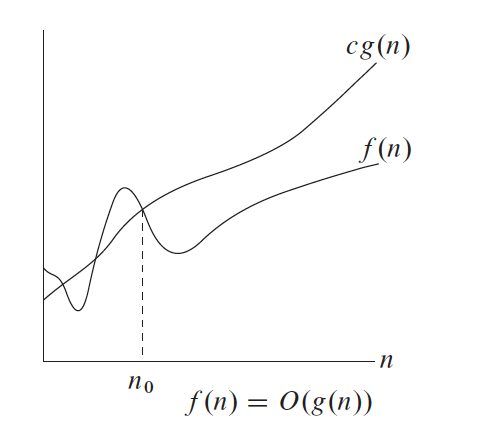 cg(n)
f(n)
n
n₀
f(n) = O(g(n))